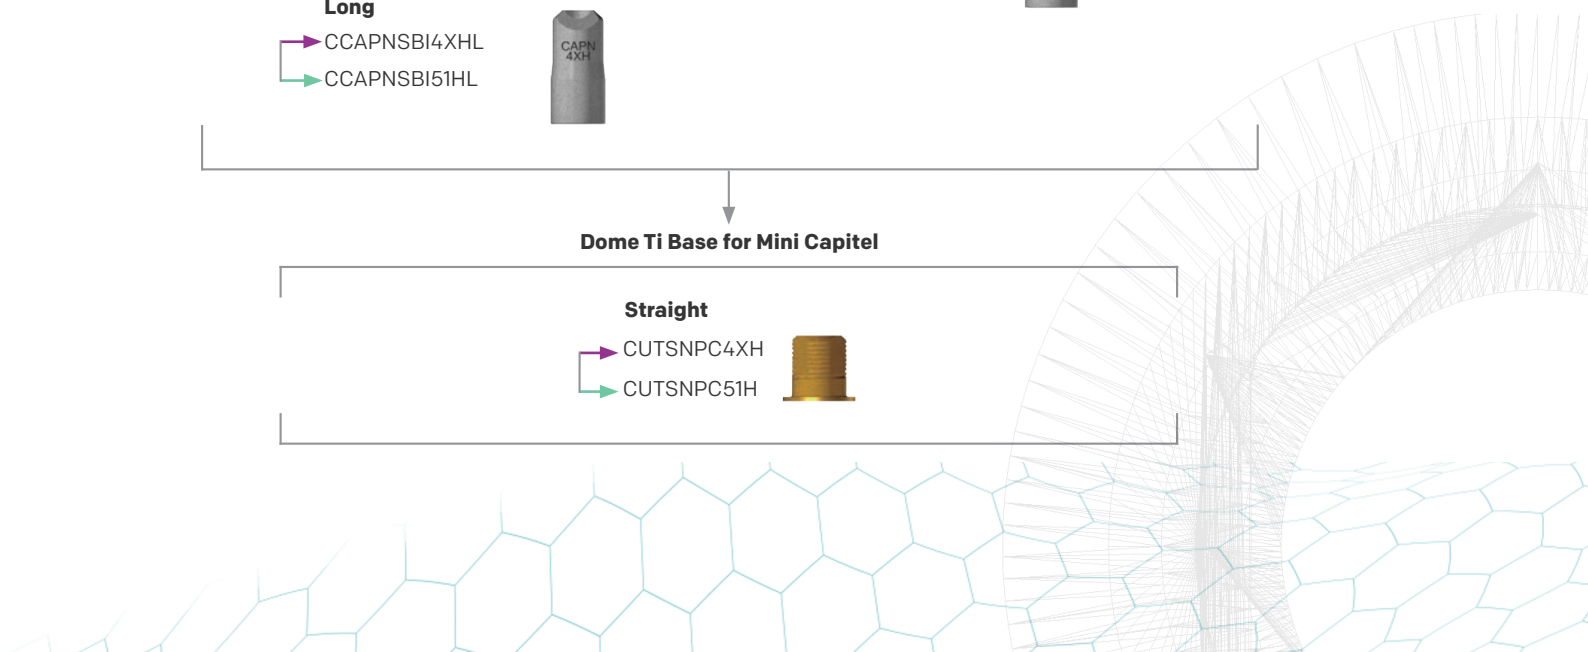 Long
CCAPNSBI4XHL
CCAPNSBI51HL
CAPN
4XH
Dome Ti Base for Mini Capitel
Straight
CUTSNPC4XH
CUTSNPC51H